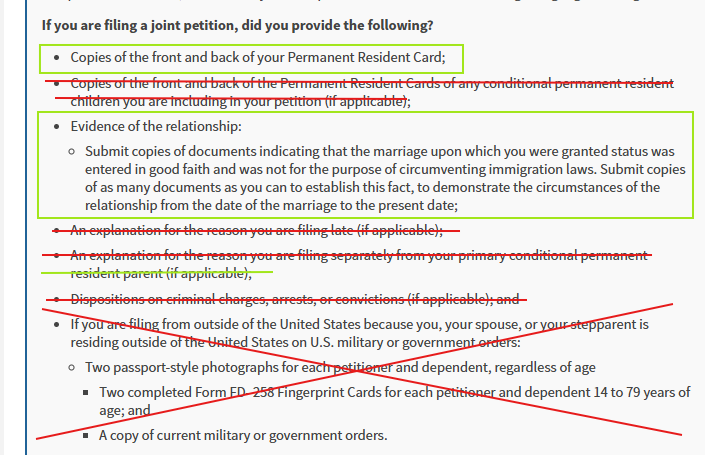 If you are filing a joint petition, did you provide the following?
• Copies of the front and back of your Permanent Resident Card;
• Copies of the front and back of the Permanent Resident Cards of any conditional permanent resident
children you are including in your petition (if applicable);
• Evidence of the relationship:
○ Submit copies of documents indicating that the marriage upon which you were granted status was
entered in good faith and was not for the purpose of circumventing immigration laws. Submit copies
of as many documents as you can to establish this fact, to demonstrate the circumstances of the
relationship from the date of the marriage to the present date;
• An explanation for the reason you are filing late (if applicable);
• An explanation for the reason you are filing separately from your primary conditional permanent
resident parent (if applicable);
• Dispositions on criminal charges, arrests, or convictions (if applicable); and
• If you are filing from outside of the United States because you, your spouse, or your stepparent is
residing outside of the United States on U.S. military or government orders:
○ Two passport-style photographs for each petitioner and dependent, regardless of age
▪ Two completed Form FD-258 Fingerprint Cards for each petitioner and dependent 14 to 79 years of
age; and
▪ A copy of current military or government orders.